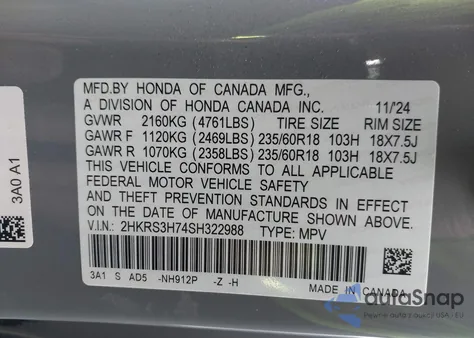 MFD.BY HONDA OF CANADA MFG.,
A DIVISION OF HONDA CANADA INC. 11/24
GVWR 2160KG (4761LBS) TIRE SIZE RIM SIZE
GAWR F 1120KG (2469LBS) 235/60R18 103H 18X7.5J
GAWR R 1070KG (2358LBS) 235/60R18 103H 18X7.5J
THIS VEHICLE CONFORMS TO ALL APPLICABLE
FEDERAL MOTOR VEHICLE SAFETY
AND THEFT PREVENTION STANDARDS IN EFFECT
ON THE DATE OF MANUFACTURE SHOWN ABOVE.
V.I.N.: 2HKRS3H74SH322988 TYPE: MPV
3A1 S AD5 -NH912P -Z -H
MADE IN CANADA
3A0 A1
autoSnap